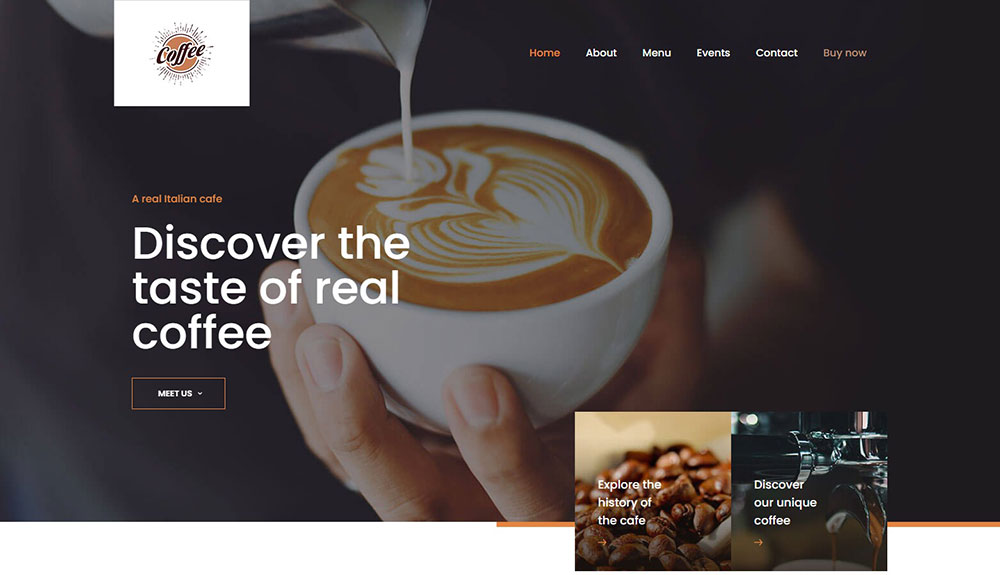 Coffee
Home About Menu Events Contact Buy now
A real Italian cafe
Discover the
taste of real
coffee
MEET US
Explore the
history of
the cafe
Discover
our unique
coffee